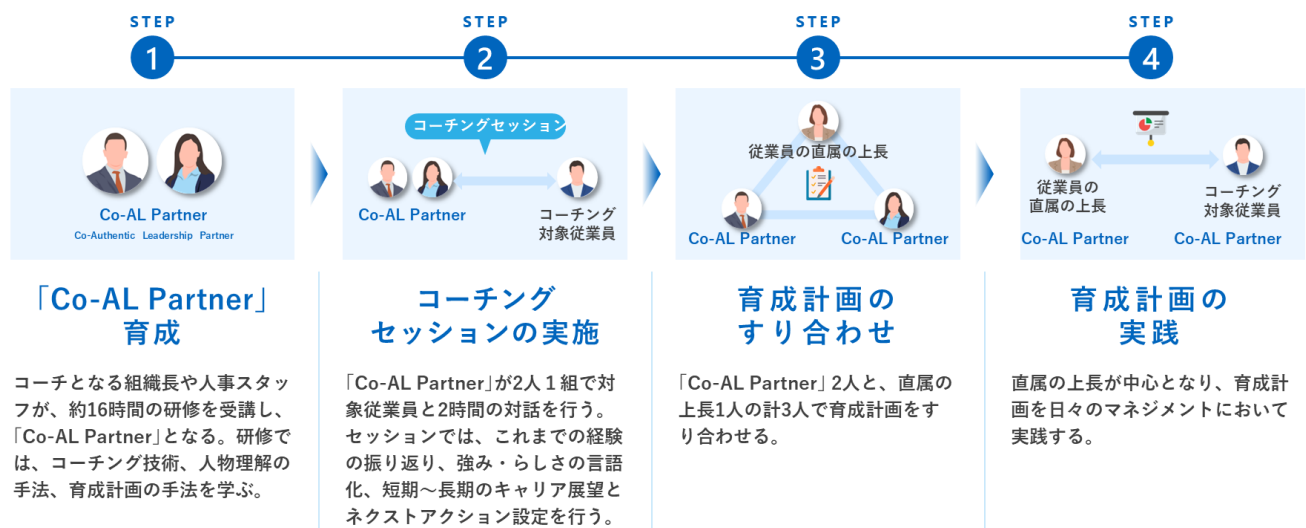 STEP
1
STEP
2
STEP
3
STEP
4
Co-AL Partner
Co-Authentic Leadership Partner
コーチングセッション
Co-AL Partner
コーチング
対象従業員
従業員の直属の上長
Co-AL Partner
Co-AL Partner
従業員の
直属の上長
コーチング
対象従業員
Co-AL Partner
Co-AL Partner
「Co-AL Partner」
育成
コーチとなる組織長や人事スタッ
フが、約16時間の研修を受講し、
「Co-AL Partner」となる。研修で
は、コーチング技術、人物理解の
手法、育成計画の手法を学ぶ。
コーチング
セッションの実施
「Co-AL Partner」が2人１組で対
象従業員と2時間の対話を行う。
セッションでは、これまでの経験
の振り返り、強み・らしさの言語
化、短期～長期のキャリア展望と
ネクストアクション設定を行う。
育成計画の
すり合わせ
「Co-AL Partner」 2人と、直属の
上長1人の計3人で育成計画をす
り合わせる。
育成計画の
実践
直属の上長が中心となり、育成計
画を日々のマネジメントにおいて
実践する。